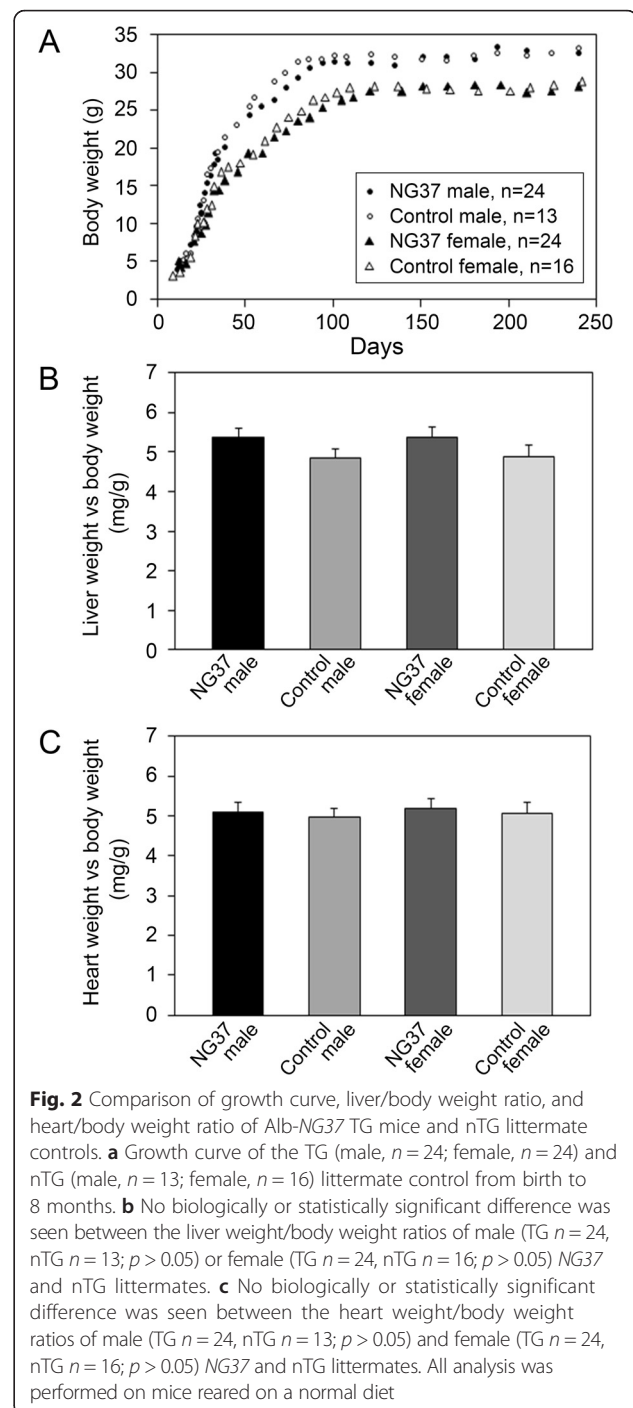 A
35
30
25
20
15
10
5
0
Body weight (g)
NG37 male, n=24
Control male, n=13
NG37 female, n=24
Control female, n=16
0 50 100 150 200 250
Days
B
7
6
5
4
3
2
1
0
Liver weight vs body weight
(mg/g)
NG37
male
Control
male
NG37
female
Control
female
C
7
6
5
4
3
2
1
0
Heart weight vs body weight
(mg/g)
NG37
male
Control
male
NG37
female
Control
female
Fig. 2 Comparison of growth curve, liver/body weight ratio, and
heart/body weight ratio of Alb-NG37 TG mice and nTG littermate
controls. a Growth curve of the TG (male, n = 24; female, n = 24) and
nTG (male, n = 13; female, n = 16) littermate control from birth to
8 months. b No biologically or statistically significant difference was
seen between the liver weight/body weight ratios of male (TG n = 24,
nTG n = 13; p > 0.05) or female (TG n = 24, nTG n = 16; p > 0.05) NG37
and nTG littermates. c No biologically or statistically significant
difference was seen between the heart weight/body weight
ratios of male (TG n = 24, nTG n = 13; p > 0.05) and female (TG n = 24,
nTG n = 16; p > 0.05) NG37 and nTG littermates. All analysis was
performed on mice reared on a normal diet